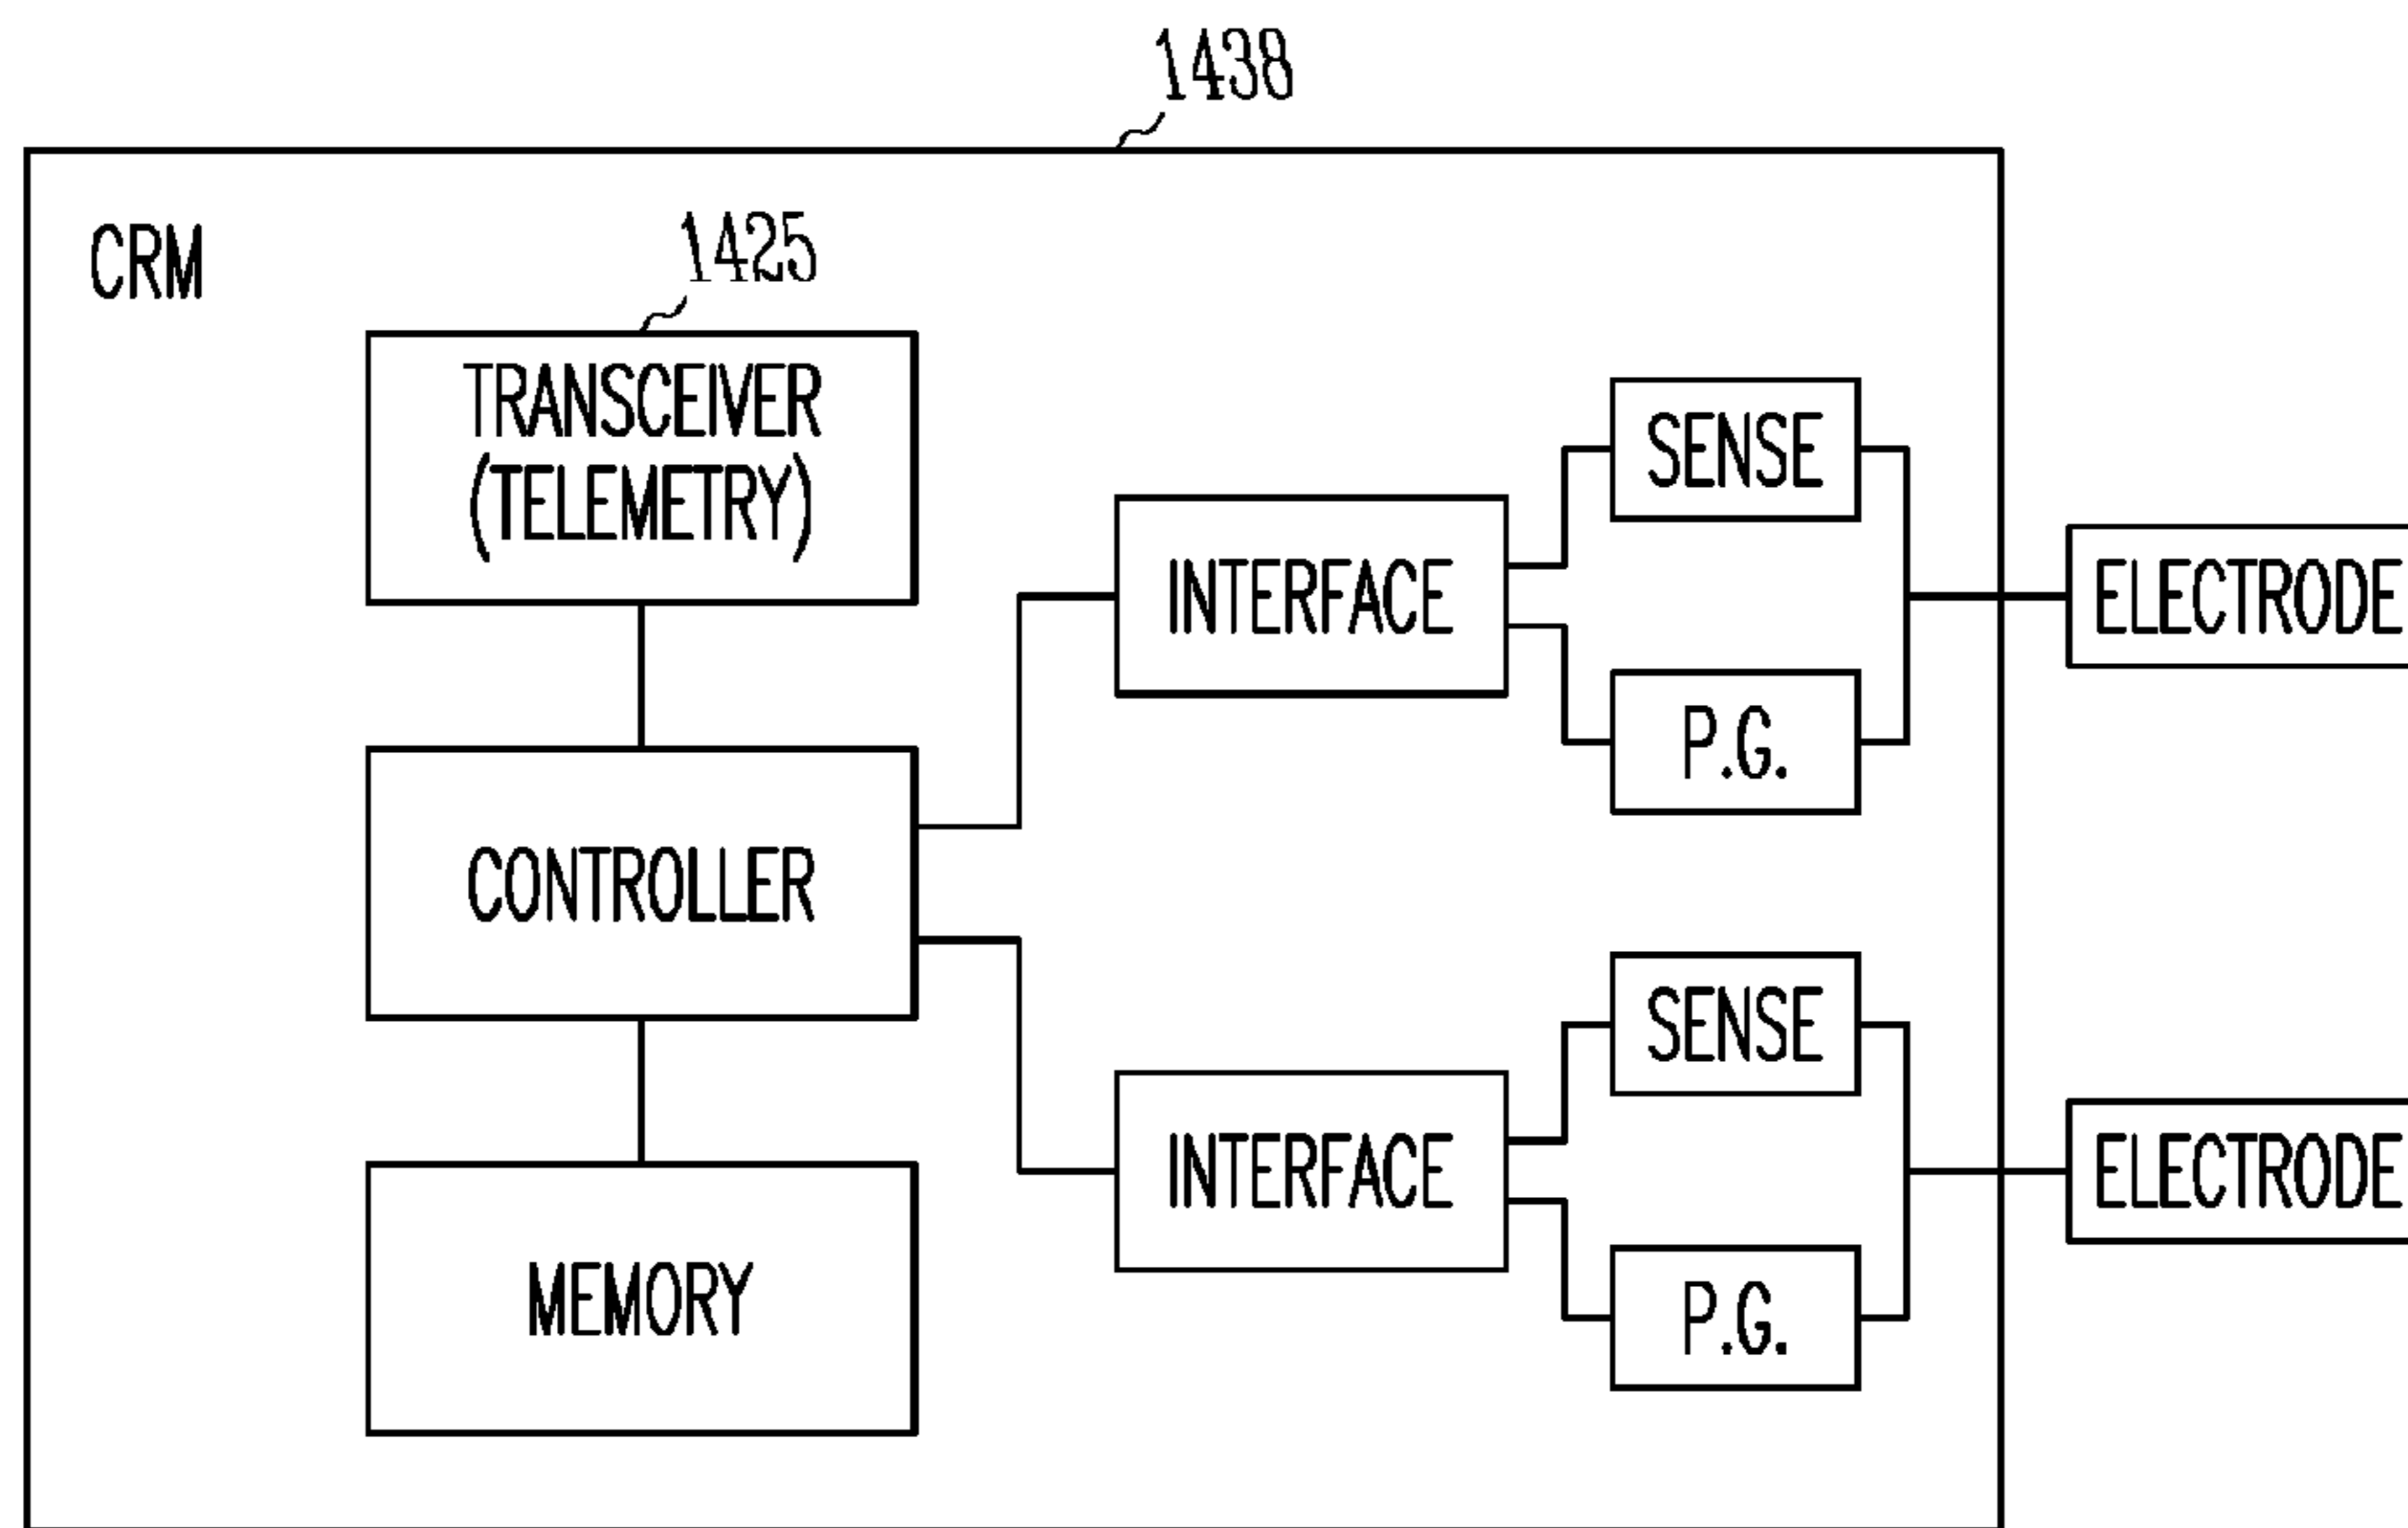 1438
CRM
1425
TRANSCEIVER
(TELEMETRY)
SENSE
INTERFACE
ELECTRODE
P.G.
CONTROLLER
SENSE
INTERFACE
ELECTRODE
MEMORY
P.G.